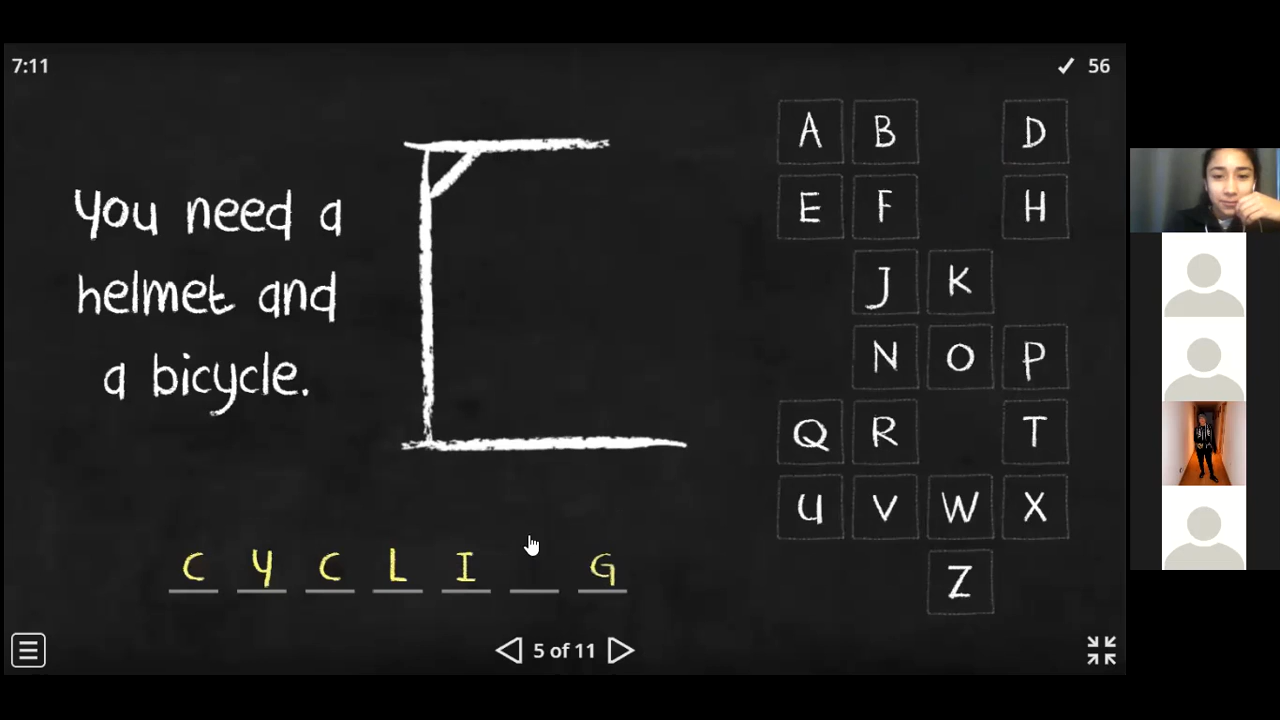 7:11
✓ 56
You need a
helmet and
a bicycle.
A B D
E F H
J K
N O P
Q R T
U V W X
Z
C Y C L I _ G
5 of 11